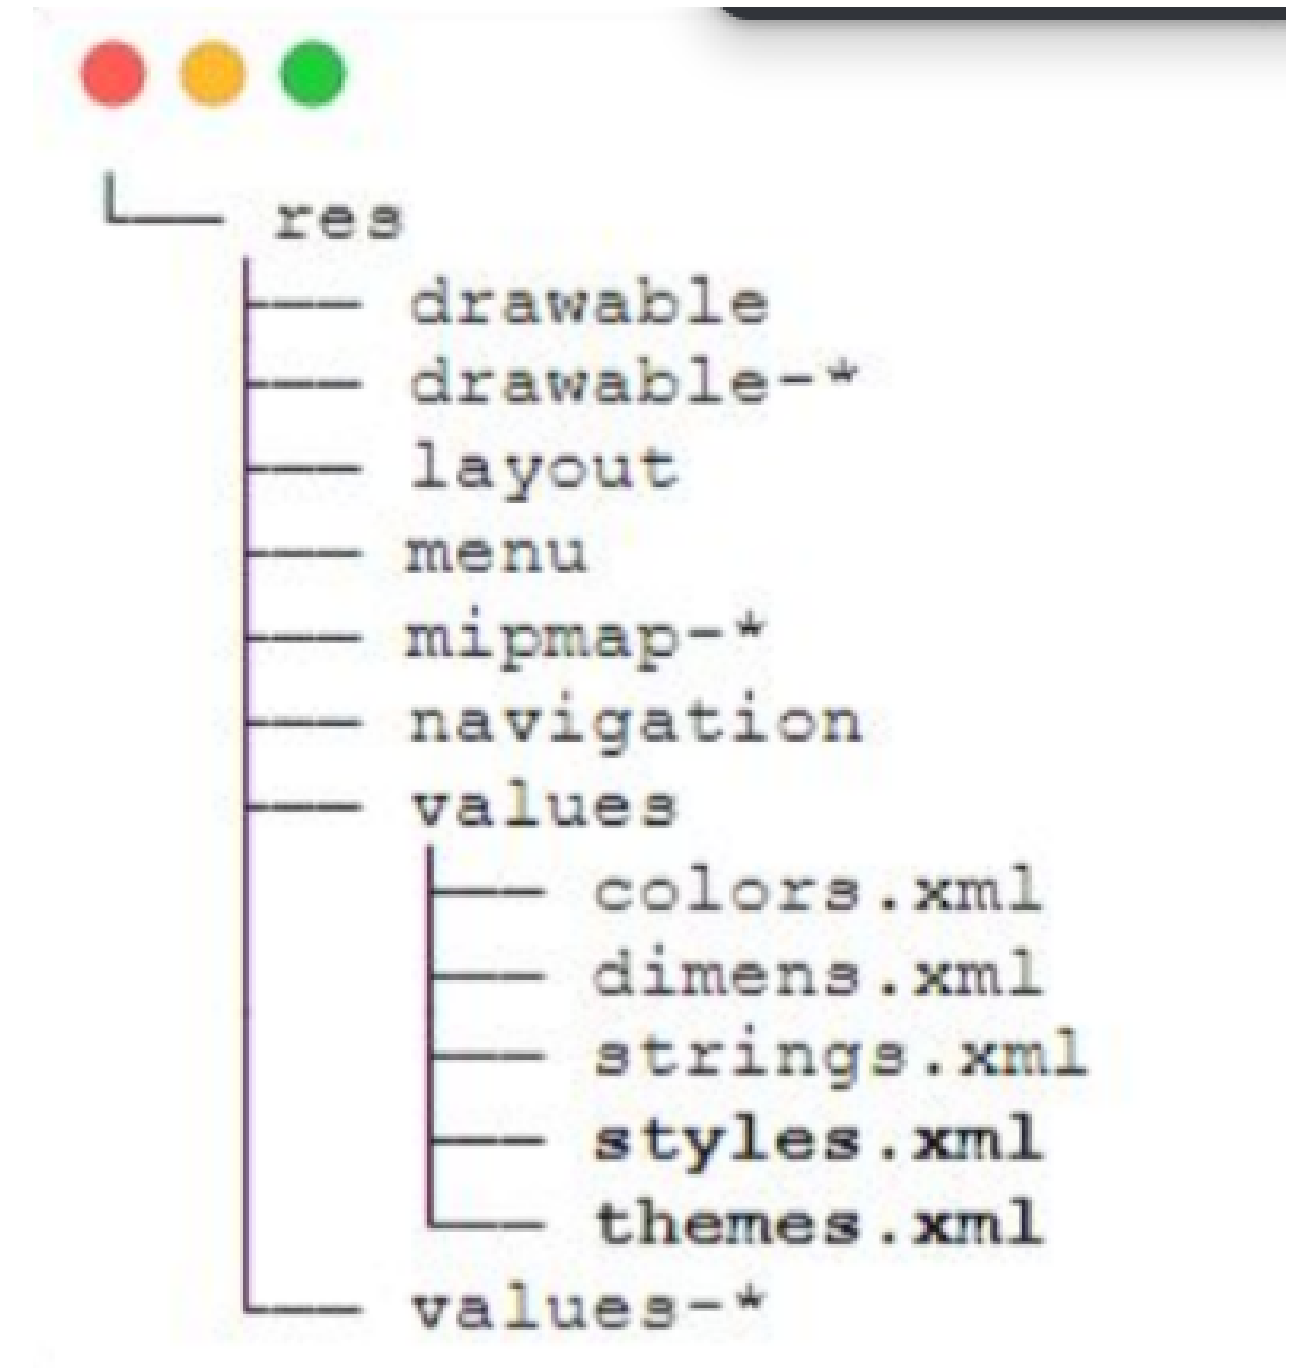 res
drawable
drawable-*
layout
menu
mipmap-*
navigation
values
colors.xml
dimens.xml
strings.xml
styles.xml
themes.xml
values-*